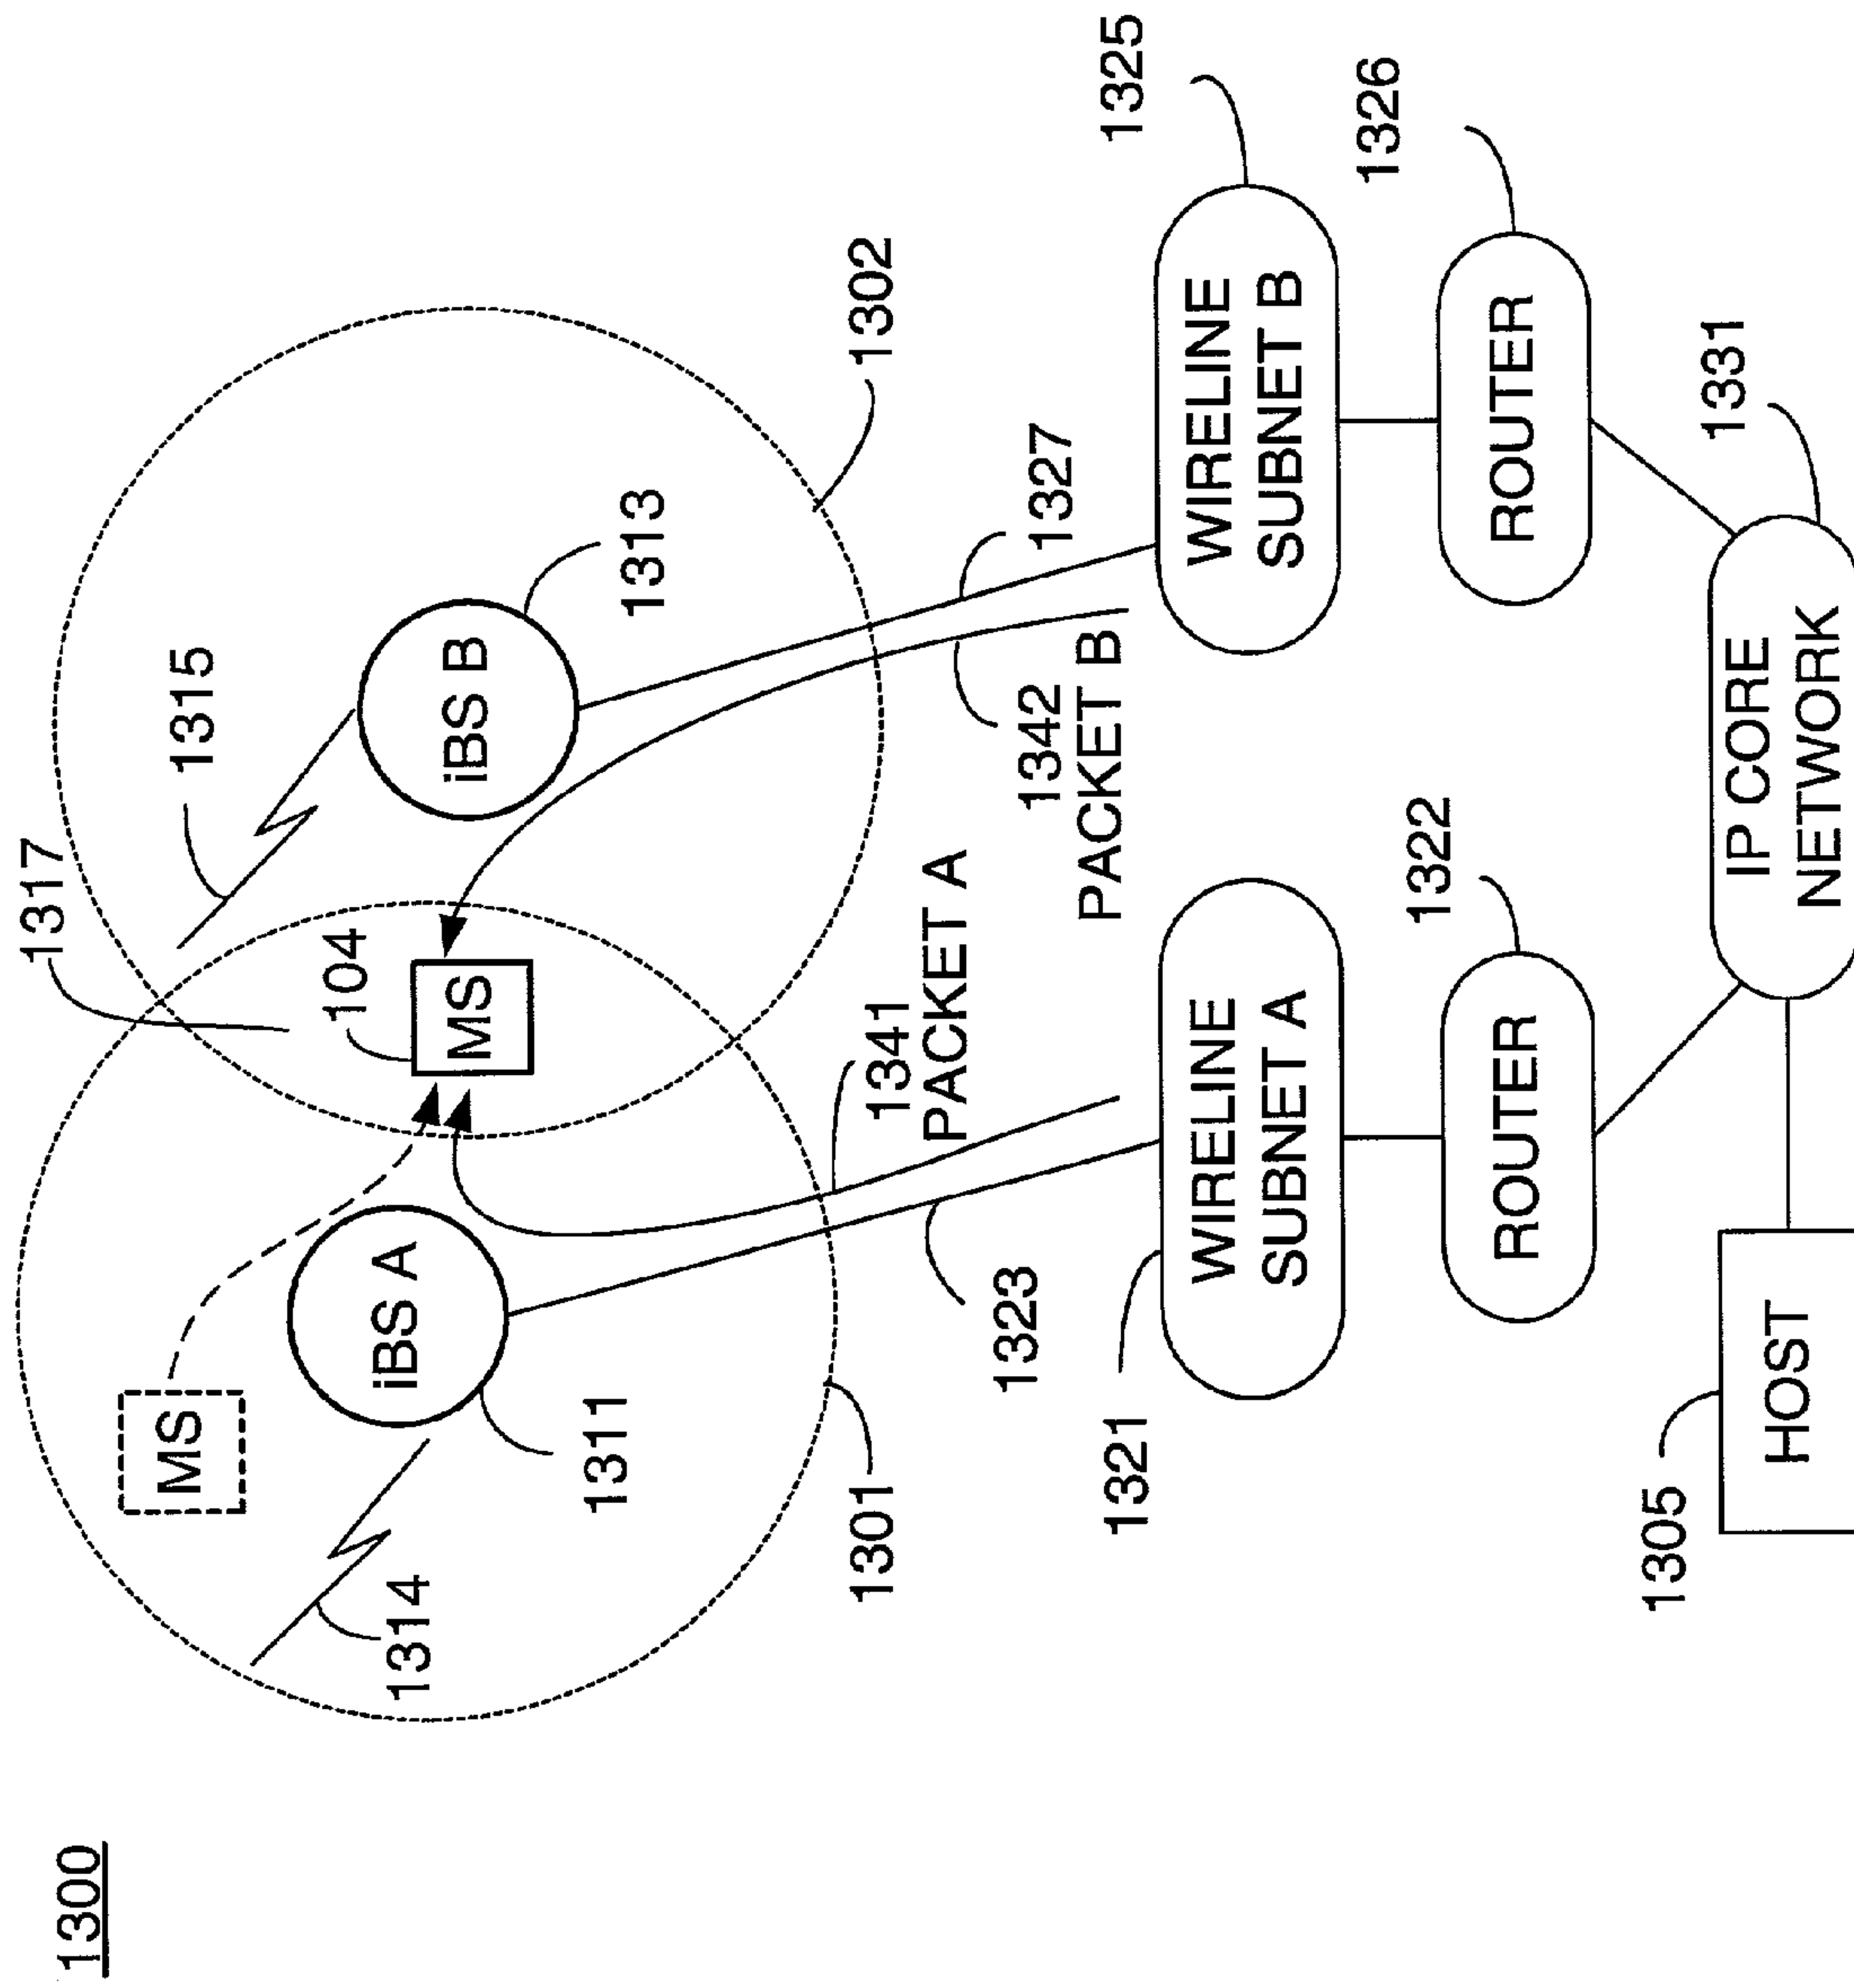 1300
1317
1315
104
MS
MS
iBS A
iBS B
1313
1314
1311
1302
1301
1341
PACKET A
1342
PACKET B
1327
1323
1321
WIRELINE
SUBNET A
WIRELINE
SUBNET B
1325
ROUTER
1322
ROUTER
1326
1305
HOST
IP CORE
NETWORK
1331